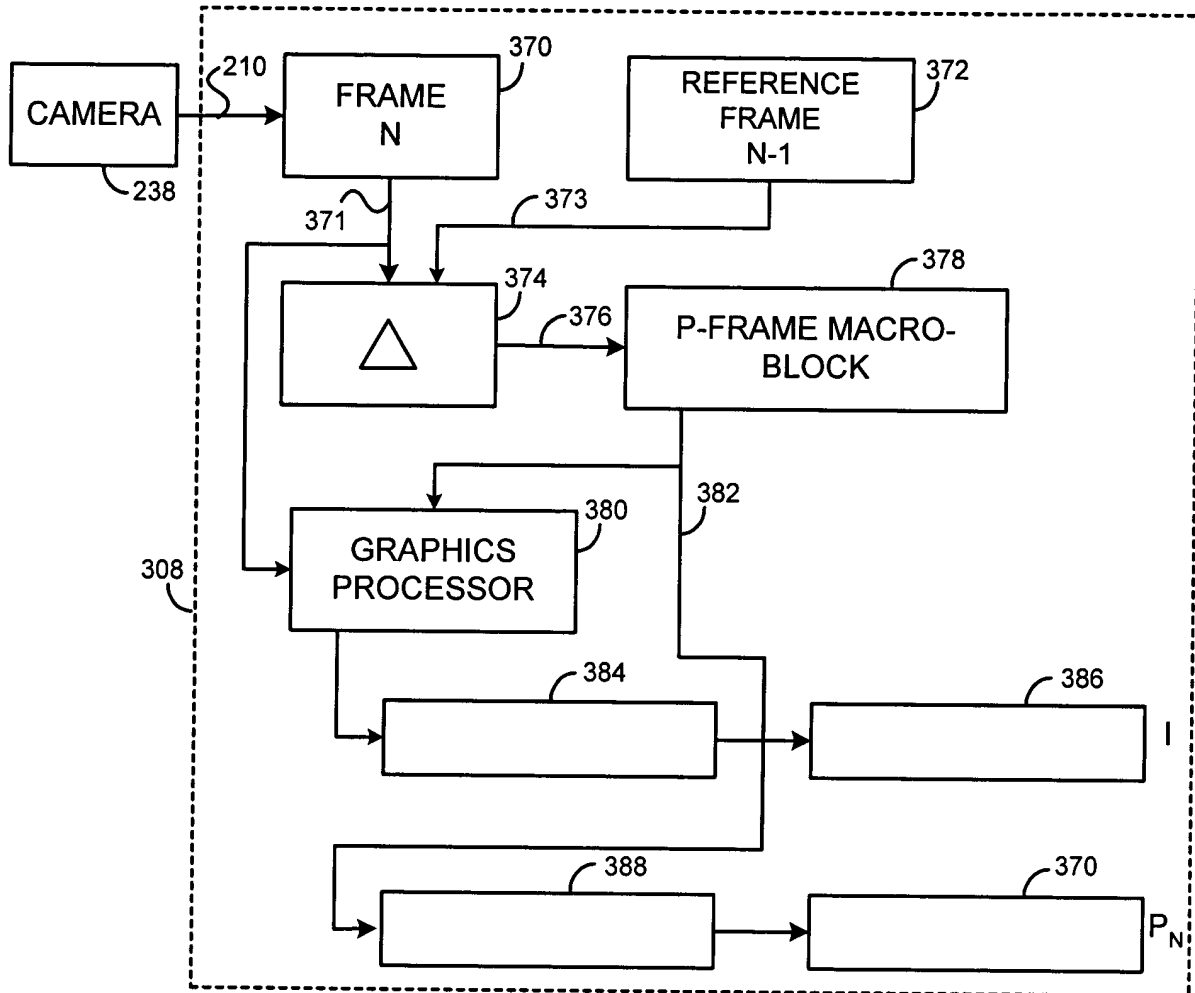 210
370
372
CAMERA
FRAME
N
REFERENCE
FRAME
N-1
238
371
373
374
376
378
P-FRAME MACRO-
BLOCK
382
380
GRAPHICS
PROCESSOR
308
384
386
I
388
370
PN